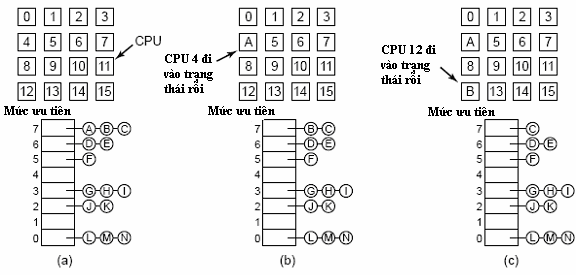 0 1 2 3
4 5 6 7
8 9 10 11
12 13 14 15
CPU
Mức ưu tiên
7 A B C
6 D E
5 F
4
3 G H I
2 J K
1
0 L M N
(a)
CPU 4 đi
vào trạng
thái rồi
0 1 2 3
A 5 6 7
8 9 10 11
12 13 14 15
Mức ưu tiên
7 B C
6 D E
5 F
4
3 G H I
2 J K
1
0 L M N
(b)
CPU 12 đi
vào trạng
thái rồi
0 1 2 3
A 5 6 7
8 9 10 11
B 13 14 15
Mức ưu tiên
7 C
6 D E
5 F
4
3 G H I
2 J K
1
0 L M N
(c)